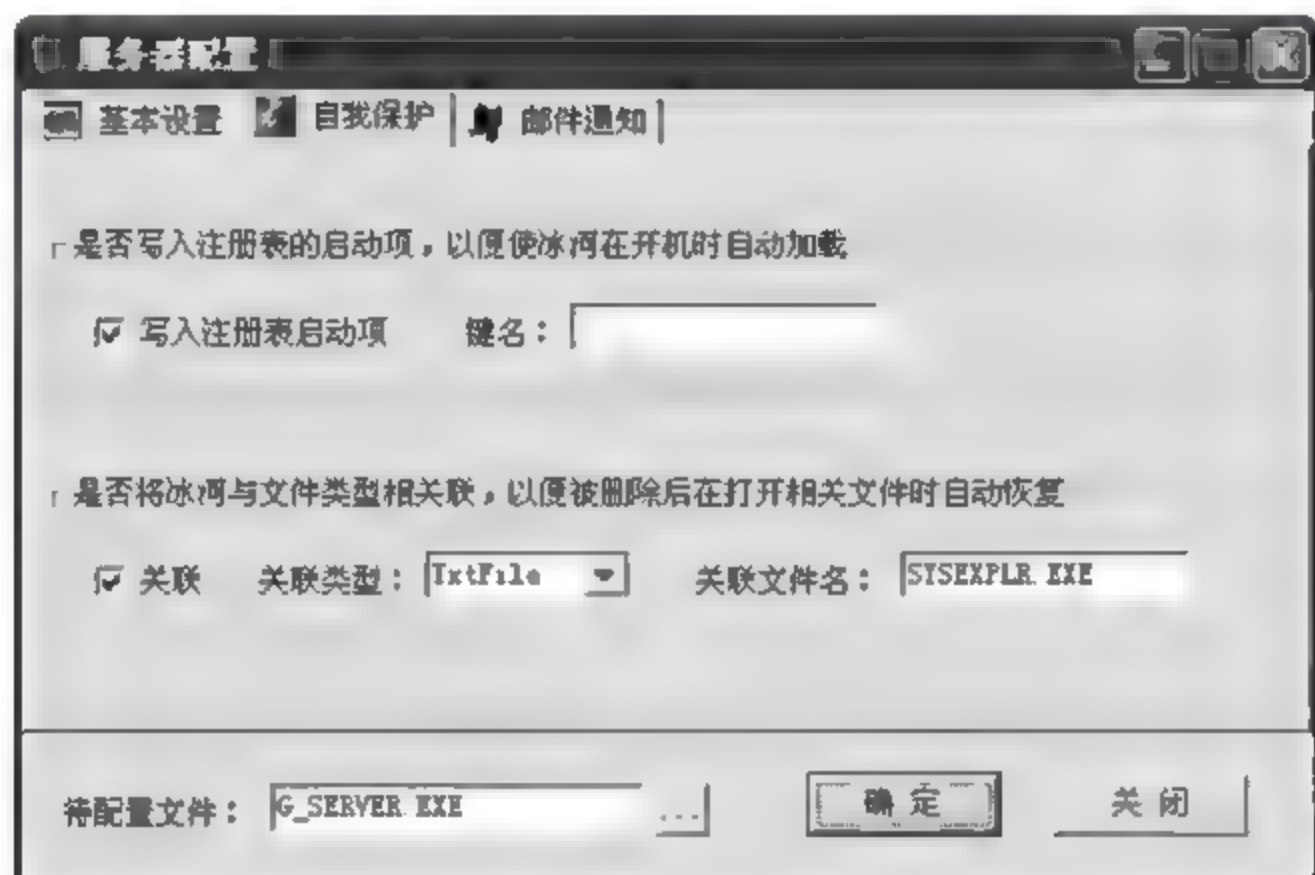 服务器配置
基本设置 自我保护 邮件通知
是否写入注册表的启动项，以便使冰河在开机时自动加载
写入注册表启动项 键名：
是否将冰河与文件类型相关联，以便被删除后在打开相关文件时自动恢复
关联 关联类型： TxtFile 关联文件名： SYSEXPLR.EXE
待配置文件： G_SERVER.EXE ... 确定 关闭